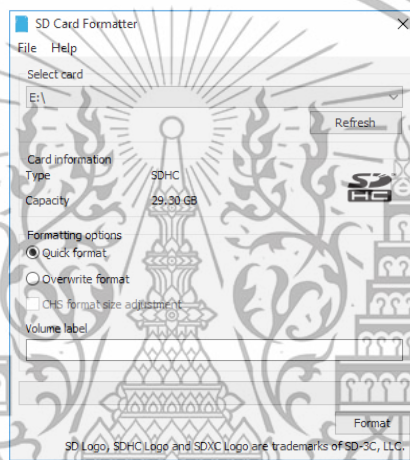 SD Card Formatter
File Help
Select card
E:\
Refresh
Card information
Type SDHC
Capacity 29.30 GB
SD
HC
Formatting options
Quick format
Overwrite format
CHS format size adjustment
Volume label
Format
SD Logo, SDHC Logo and SDXC Logo are trademarks of SD-3C, LLC.